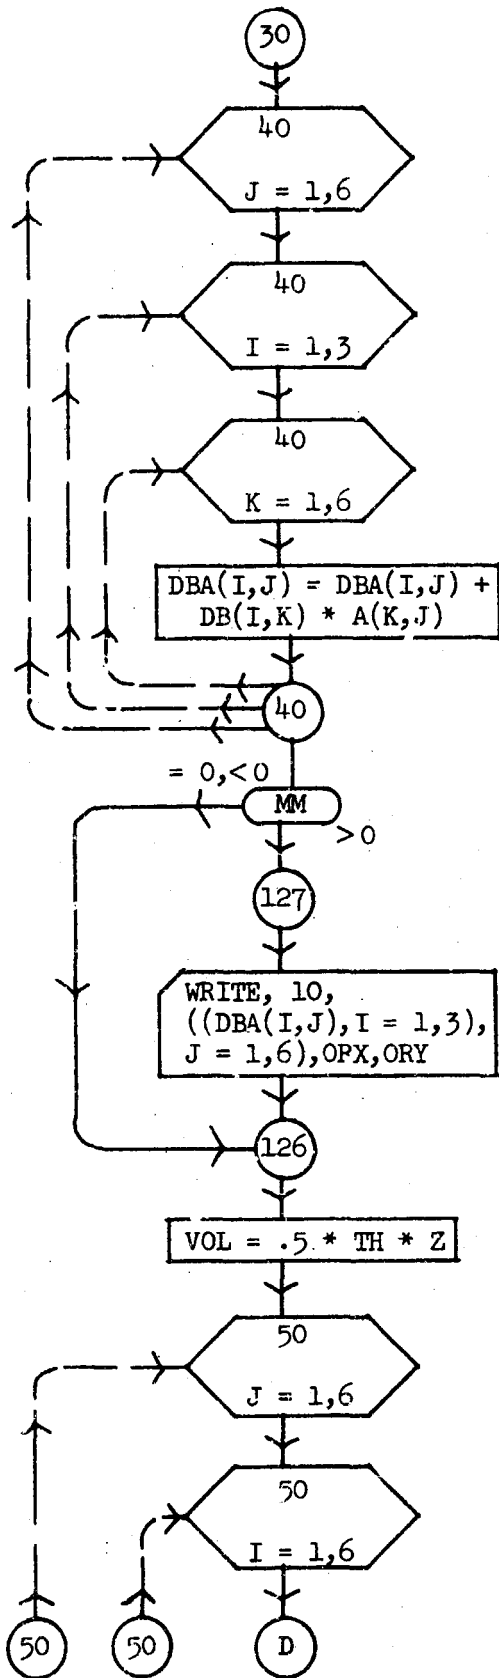 30
40
J = 1,6
40
I = 1,3
40
K = 1,6
DBA(I,J) = DBA(I,J) +
DB(I,K) * A(K,J)
40
= 0,<0
MM
>0
127
WRITE, 10,
((DBA(I,J),I = 1,3),
J = 1,6),OPX,ORY
126
VOL = .5 * TH * Z
50
J = 1,6
50
I = 1,6
50
50
D